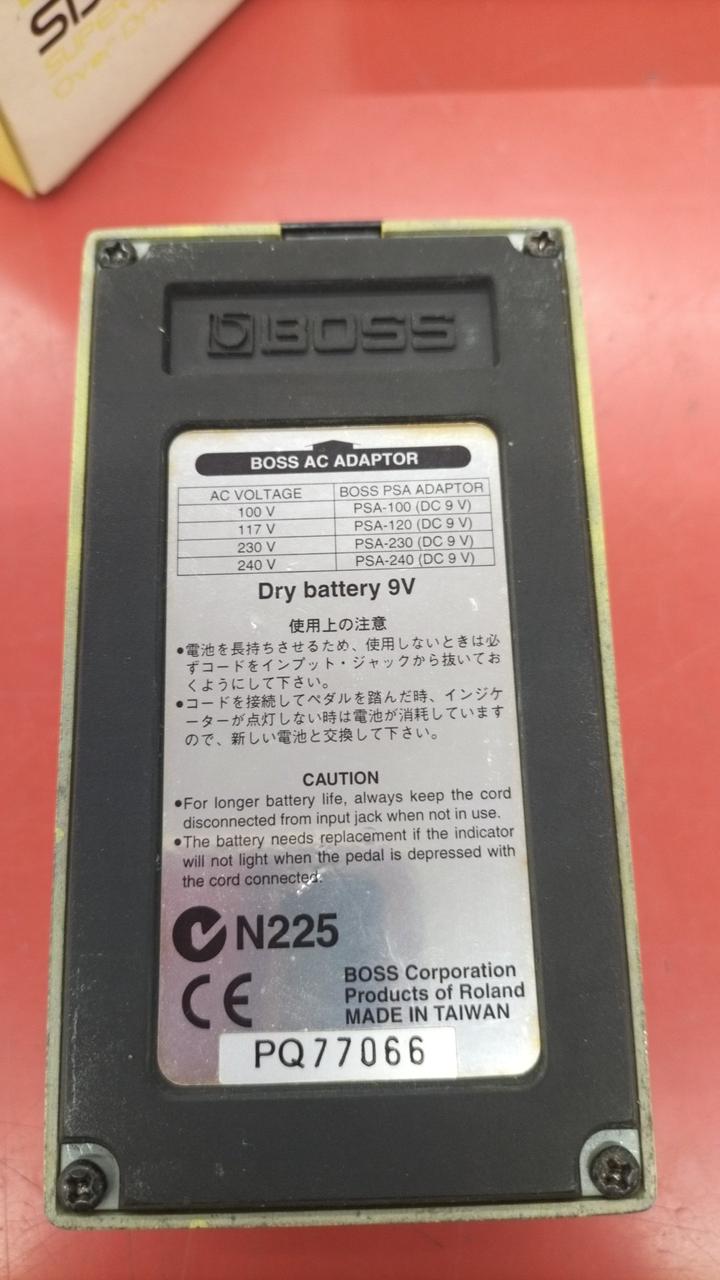 SD
SUPER
Over Dri
BOSS
BOSS AC ADAPTOR
AC VOLTAGE BOSS PSA ADAPTOR
100 V PSA-100 (DC 9 V)
117 V PSA-120 (DC 9 V)
230 V PSA-230 (DC 9 V)
240 V PSA-240 (DC 9 V)
Dry battery 9V
使用上の注意
●電池を長持ちさせるため、使用しないときは必
ずコードをインプット・ジャックから抜いてお
くようにして下さい。
●コードを接続してペダルを踏んだ時、インジケ
ーターが点灯しない時は電池が消耗しています
ので、新しい電池と交換して下さい。
CAUTION
●For longer battery life, always keep the cord
disconnected from input jack when not in use.
●The battery needs replacement if the indicator
will not light when the pedal is depressed with
the cord connected.
N225
CE
BOSS Corporation
Products of Roland
MADE IN TAIWAN
PQ77066